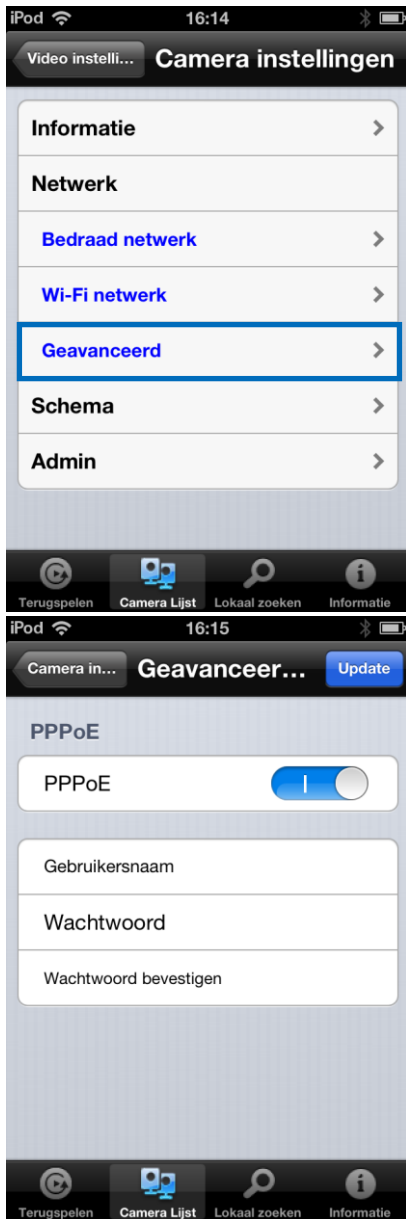 iPod 16:14
Video instelli... Camera instellingen
Informatie
Netwerk
Bedraad netwerk
Wi-Fi netwerk
Geavanceerd
Schema
Admin
Terugspelen Camera Lijst Lokaal zoeken Informatie
iPod 16:15
Camera in... Geavanceer... Update
PPPoE
PPPoE
Gebruikersnaam
Wachtwoord
Wachtwoord bevestigen
Terugspelen Camera Lijst Lokaal zoeken Informatie